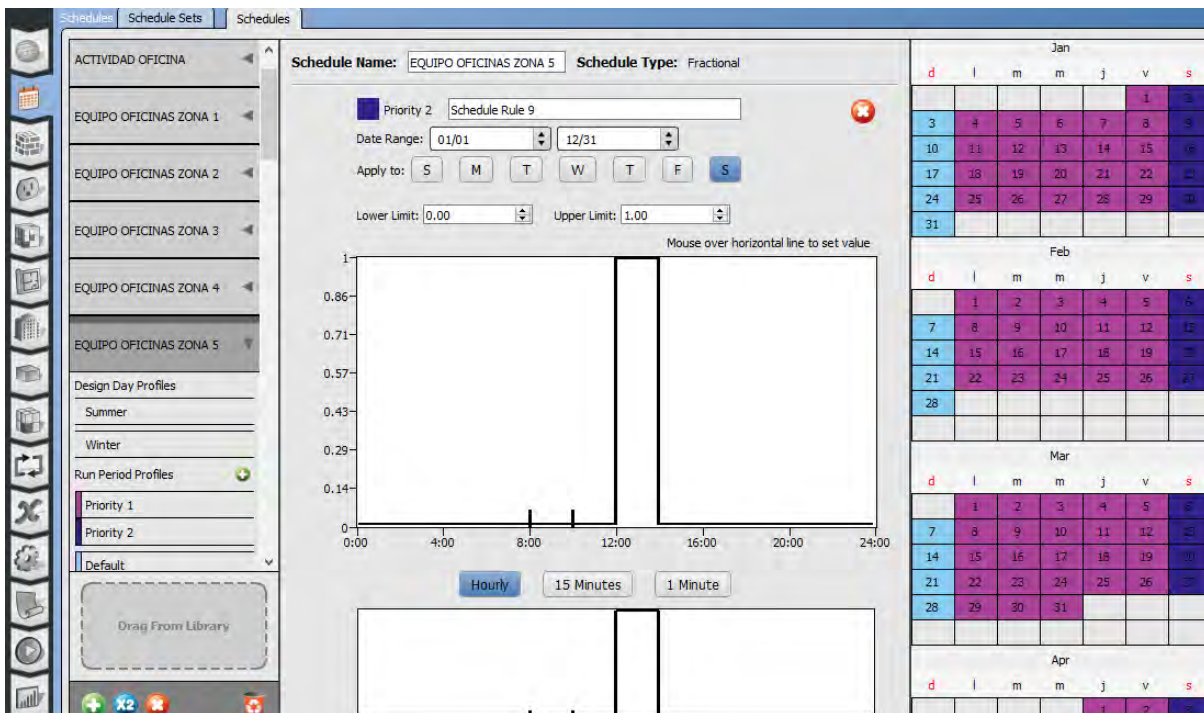 Schedules Schedule Sets Schedules
ACTIVIDAD OFICINA
EQUIPO OFICINAS ZONA 1
EQUIPO OFICINAS ZONA 2
EQUIPO OFICINAS ZONA 3
EQUIPO OFICINAS ZONA 4
EQUIPO OFICINAS ZONA 5
Design Day Profiles
Summer
Winter
Run Period Profiles
Priority 1
Priority 2
Default
Drag From Library
X2
Schedule Name: EQUIPO OFICINAS ZONA 5 Schedule Type: Fractional
Priority 2 Schedule Rule 9
Date Range: 01/01 12/31
Apply to: S M T W T F S
Lower Limit: 0.00 Upper Limit: 1.00
Mouse over horizontal line to set value
1
0.86
0.71
0.57
0.43
0.29
0.14
0
0:00 4:00 8:00 12:00 16:00 20:00 24:00
Hourly 15 Minutes 1 Minute
Jan
d l m m j v s
1
3 4 5 6 7 8 9
10 11 12 13 14 15
17 18 19 20 21 22
24 25 26 27 28 29
31
Feb
d l m m j v s
1 2 3 4 5 6
7 8 9 10 11 12
14 15 16 17 18 19
21 22 23 24 25 26
28
Mar
d l m m j v s
1 2 3 4 5
7 8 9 10 11 12
14 15 16 17 18 19
21 22 23 24 25 26
28 29 30 31
Apr
d l m m j v s
1 2